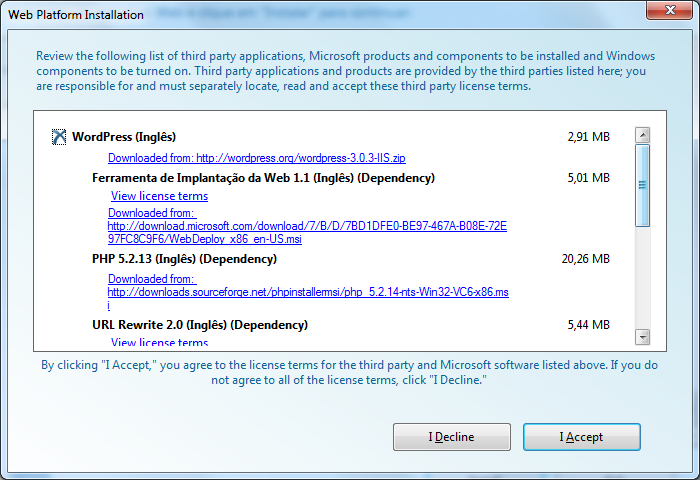 Web Platform Installation
Review the following list of third party applications, Microsoft products and components to be installed and Windows
components to be turned on. Third party applications and products are provided by the third parties listed here; you
are responsible for and must separately locate, read and accept these third party license terms.
WordPress (Inglês) 2,91 MB
Downloaded from: http://wordpress.org/wordpress-3.0.3-IIS.zip
Ferramenta de Implantação da Web 1.1 (Inglês) (Dependency) 5,01 MB
View license terms
Downloaded from:
http://download.microsoft.com/download/7/B/D/7BD1DFE0-BE97-467A-B08E-72E
97FC8C9F6/WebDeploy_x86_en-US.msi
PHP 5.2.13 (Inglês) (Dependency) 20,26 MB
Downloaded from:
http://downloads.sourceforge.net/phpinstallermsi/php_5.2.14-nts-Win32-VC6-x86.ms
i
URL Rewrite 2.0 (Inglês) (Dependency) 5,44 MB
View license terms
By clicking "I Accept," you agree to the license terms for the third party and Microsoft software listed above. If you do
not agree to all of the license terms, click "I Decline."
I Decline I Accept